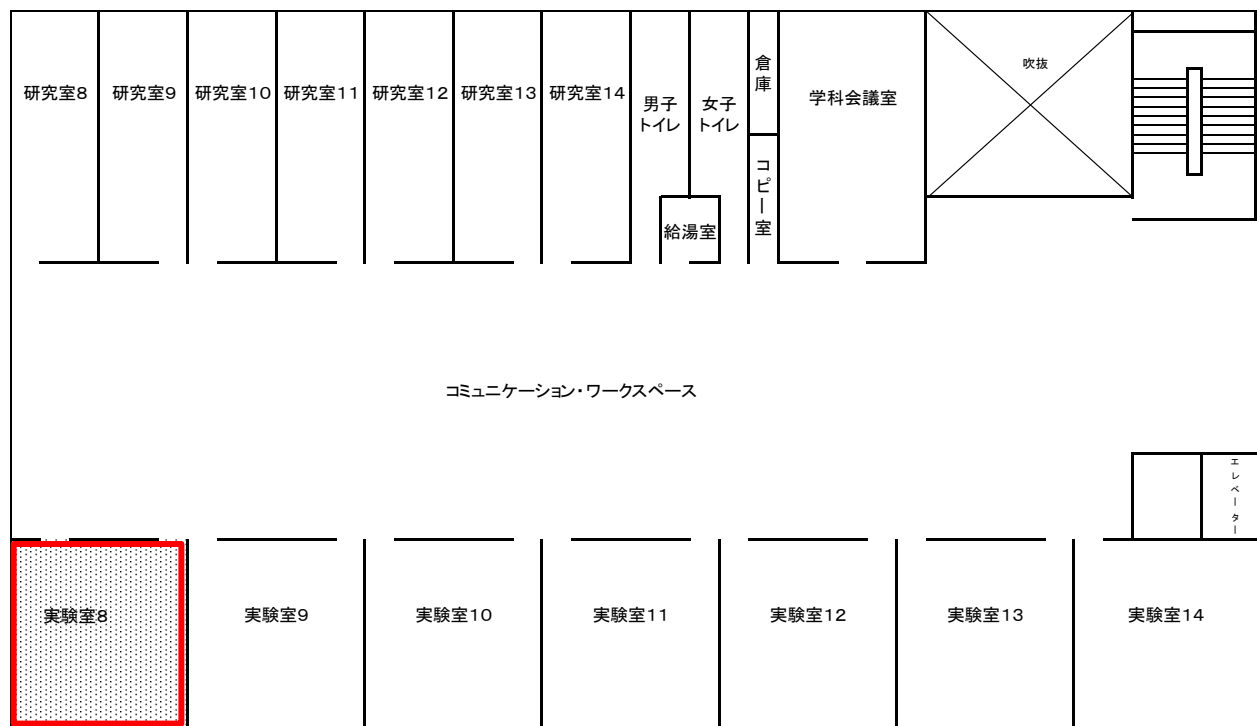 研究室8
研究室9
研究室10
研究室11
研究室12
研究室13
研究室14
男子
トイレ
女子
トイレ
倉庫
学科会議室
吹抜
コピー室
給湯室
コミュニケーション・ワークスペース
エレベーター
実験室8
実験室9
実験室10
実験室11
実験室12
実験室13
実験室14